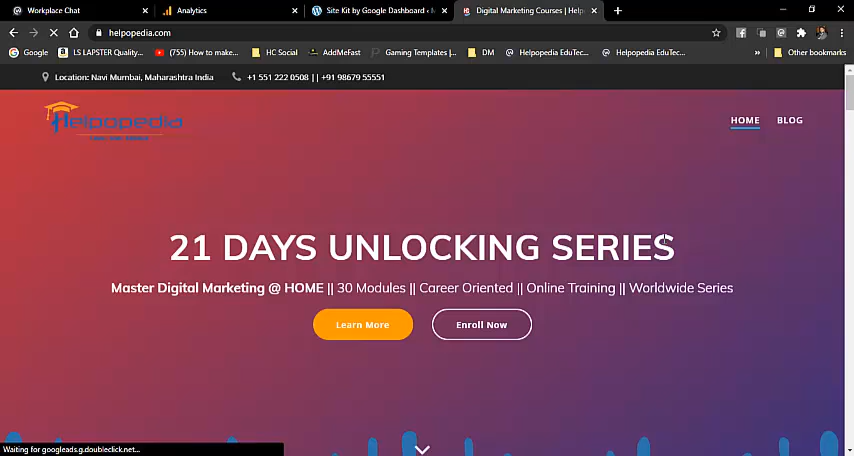 Workplace Chat
Analytics
Site Kit by Google Dashboard ‹
Digital Marketing Courses | Help
helpopedia.com
Google
LS LAPSTER Quality...
(755) How to make...
HC Social
AddMeFast
Gaming Templates |...
DM
Helpopedia EduTec...
Helpopedia EduTec...
»
Other bookmarks
Location: Navi Mumbai, Maharashtra India
+1 551 222 0508 || +91 98679 55551
Helpopedia
HOME
BLOG
21 DAYS UNLOCKING SERIES
Master Digital Marketing @ HOME || 30 Modules || Career Oriented || Online Training || Worldwide Series
Learn More
Enroll Now
Waiting for googleads.g.doubleclick.net...